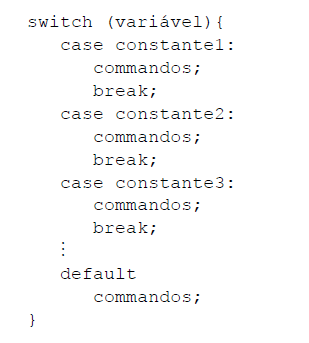 switch (variável){
case constante1:
commandos;
break;
case constante2:
commandos;
break;
case constante3:
commandos;
break;
⋮
default
commandos;
}